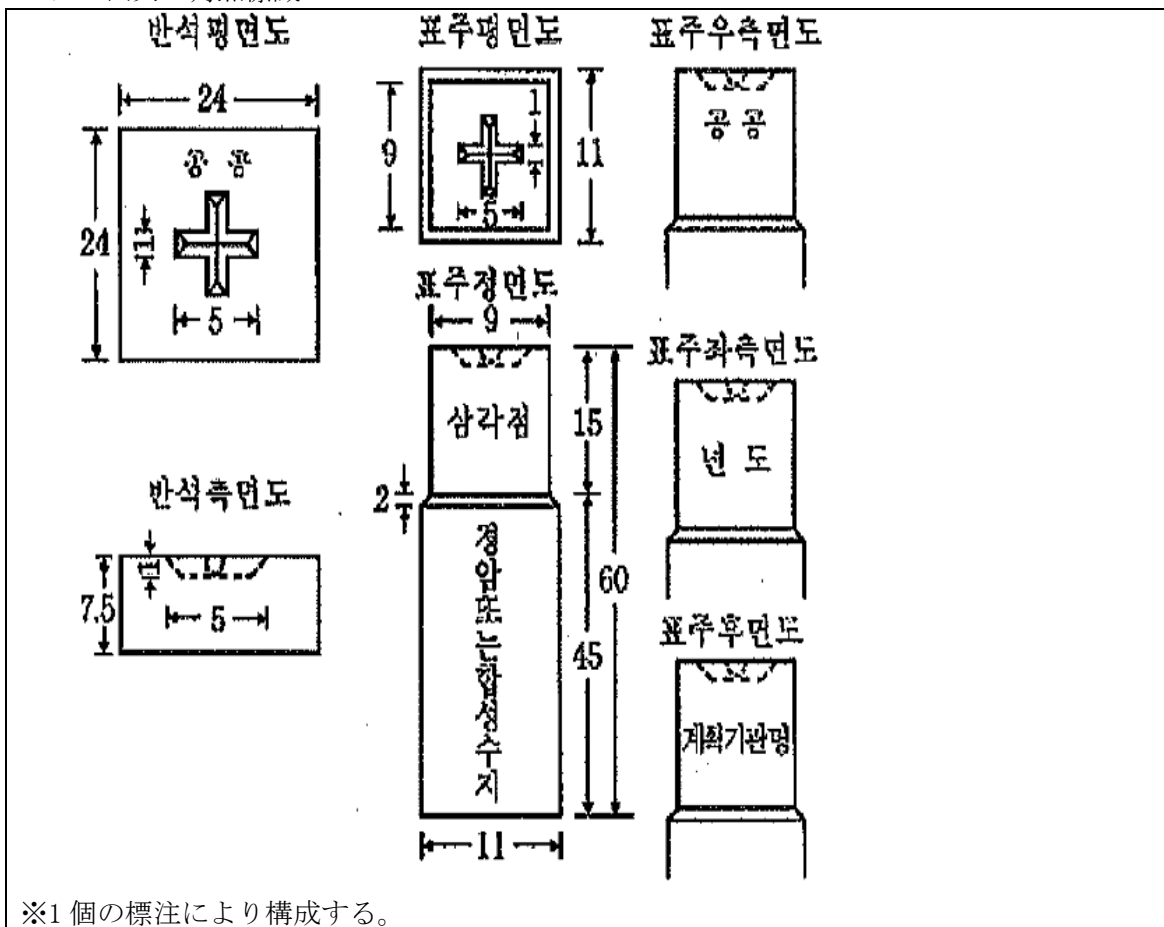 반석평면도
24
24
공 공
1
5
표주평면도
9
1
5
11
표주우측면도
공 공
표주정면도
9
삼각점
15
2
경암또는합성수지
60
45
11
표주좌측면도
년 도
반석측면도
1
7.5
5
표주후면도
계획기관명
※1 個の標注により構成する。